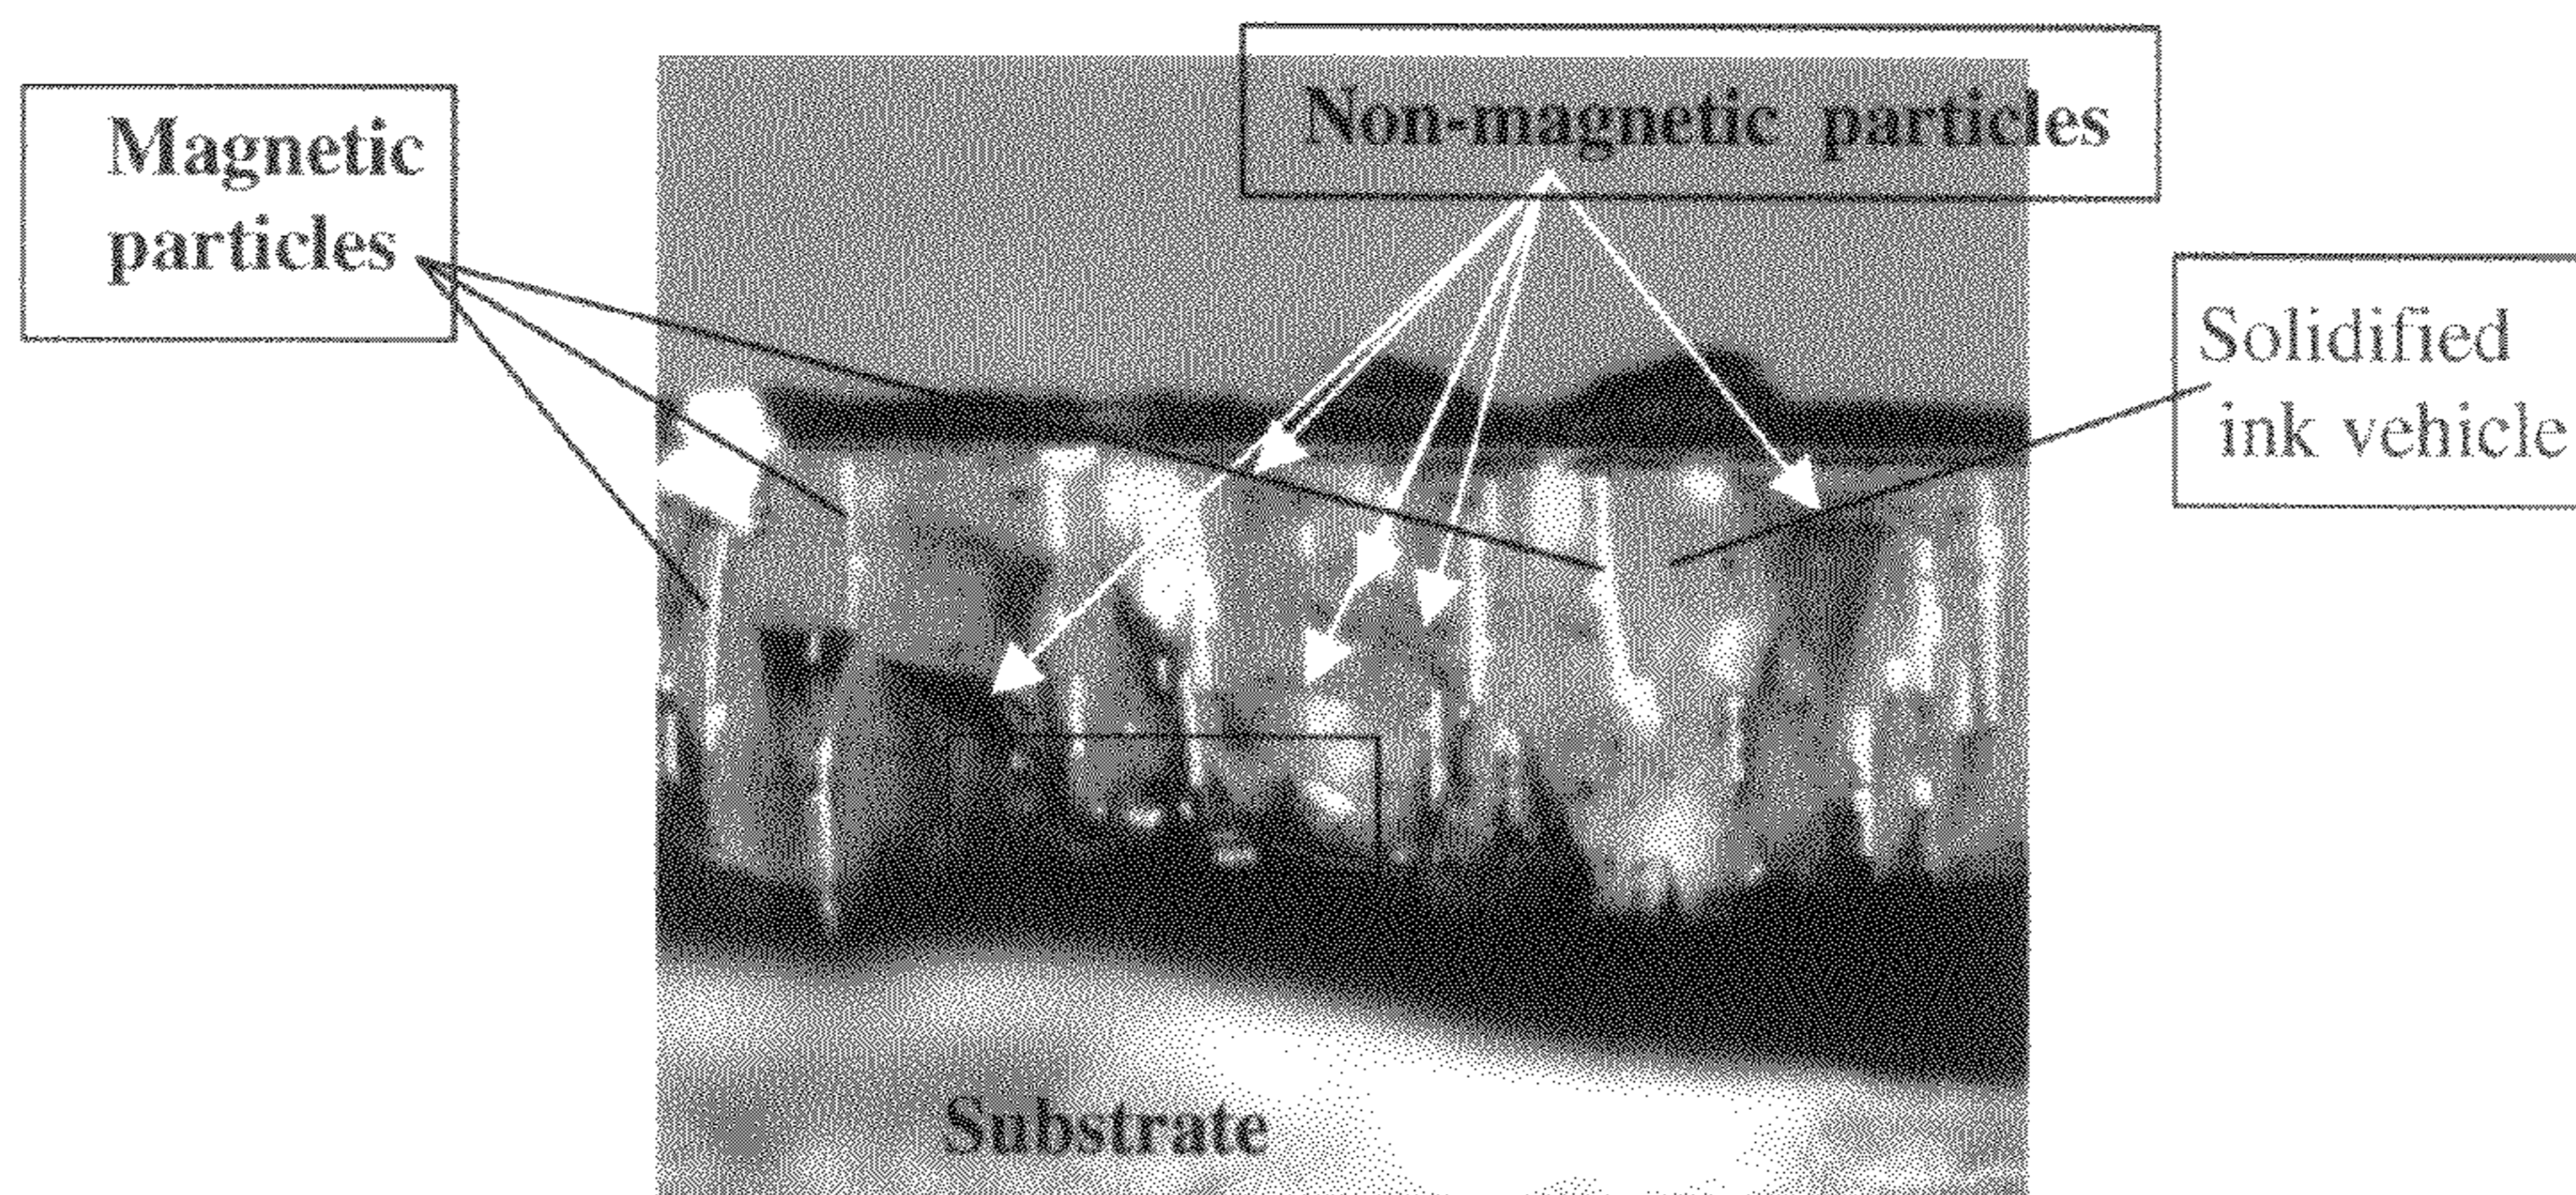 Magnetic
particles
Non-magnetic particles
Solidified
ink vehicle
Substrate